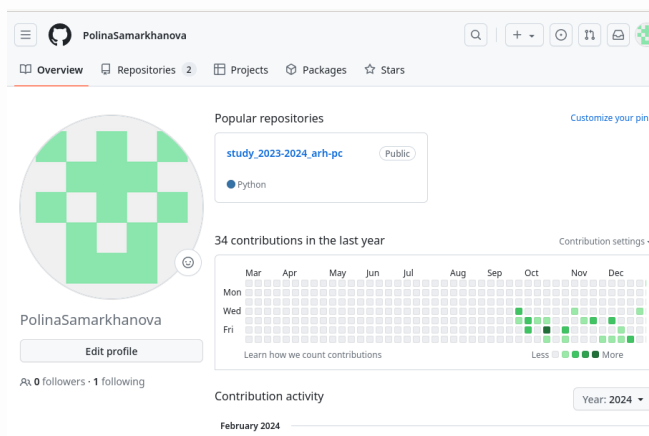 PolinaSamarkhanova
Overview Repositories 2 Projects Packages Stars
Popular repositories Customize your pin
study_2023-2024_arh-pc Public
Python
34 contributions in the last year Contribution settings
Mar Apr May Jun Jul Aug Sep Oct Nov Dec
Mon
Wed
Fri
Learn how we count contributions Less More
PolinaSamarkhanova
Edit profile
0 followers · 1 following
Contribution activity Year: 2024
February 2024